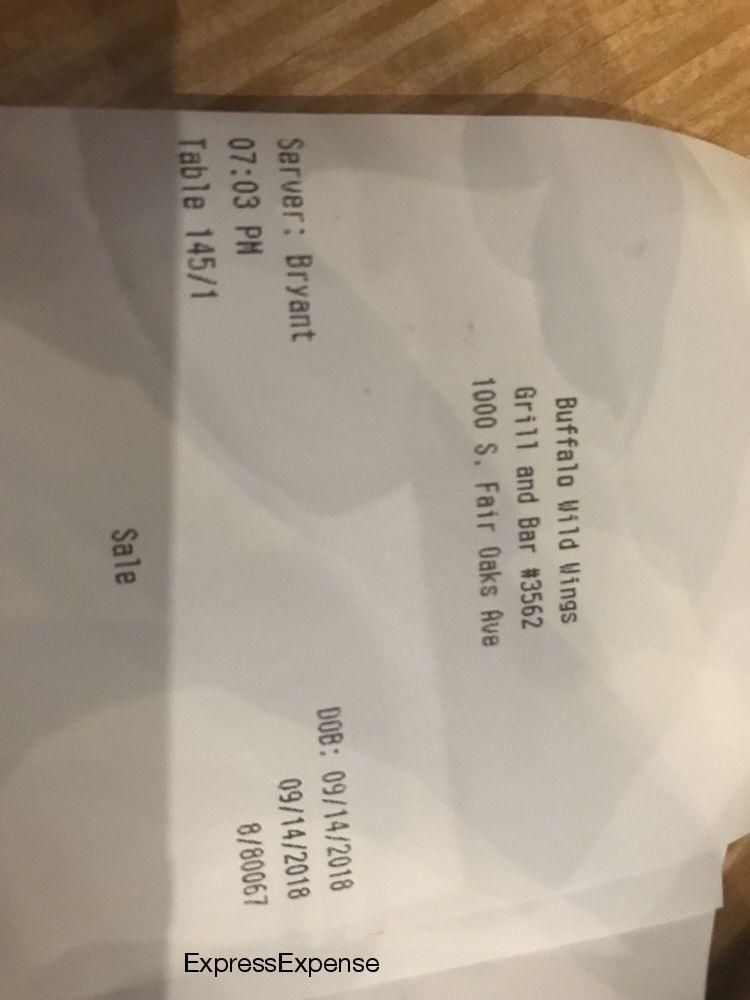 Buffalo Wild Wings
Grill and Bar #3562
1000 S. Fair Oaks Ave
Server: Bryant DOB: 09/14/2018
07:03 PM 09/14/2018
Table 145/1 8/80067
Sale
ExpressExpense